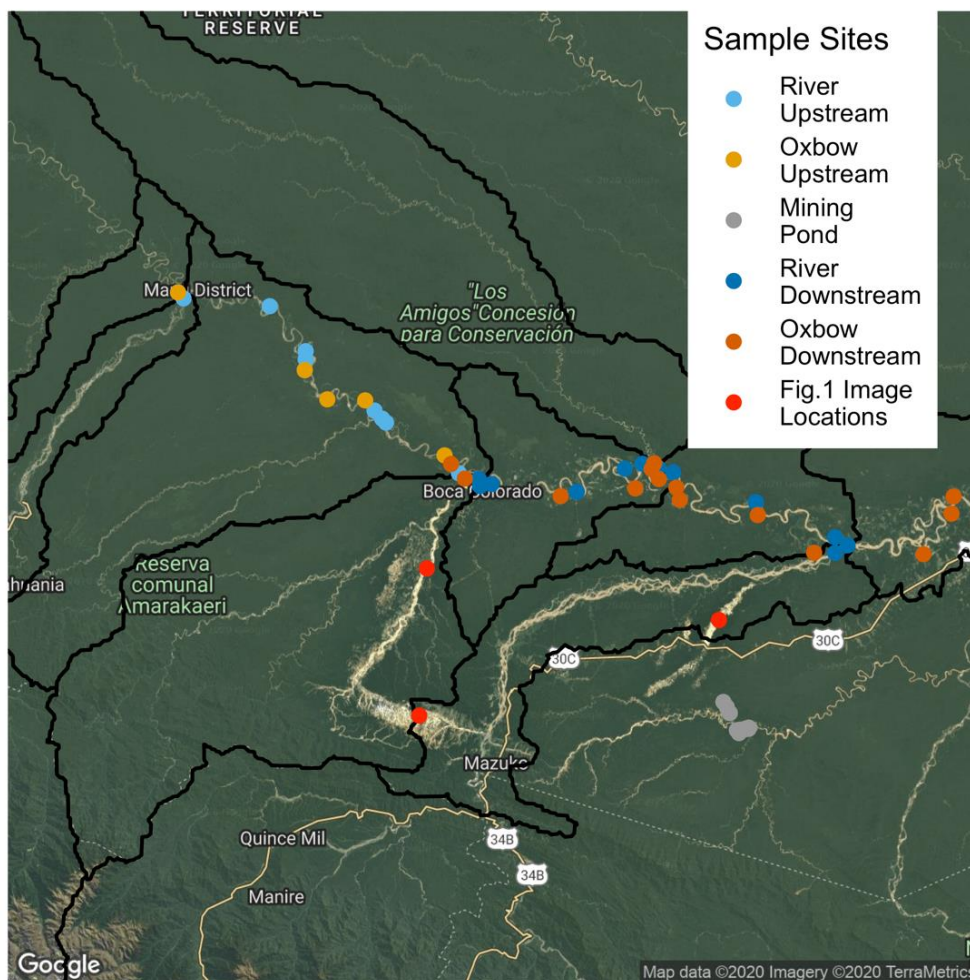 TERRITORIAL
RESERVE
Sample Sites
River
Upstream
Oxbow
Upstream
Mining
Pond
River
Downstream
Oxbow
Downstream
Fig.1 Image
Locations
District
"Los
Amigos"Concesión
para Conservación
Boca Colorado
Reserva
comunal
Amarakaeri
30C
30C
Mazuko
Quince Mil
34B
34B
Manire
Google
Map data ©2020 Imagery ©2020 TerraMetrics